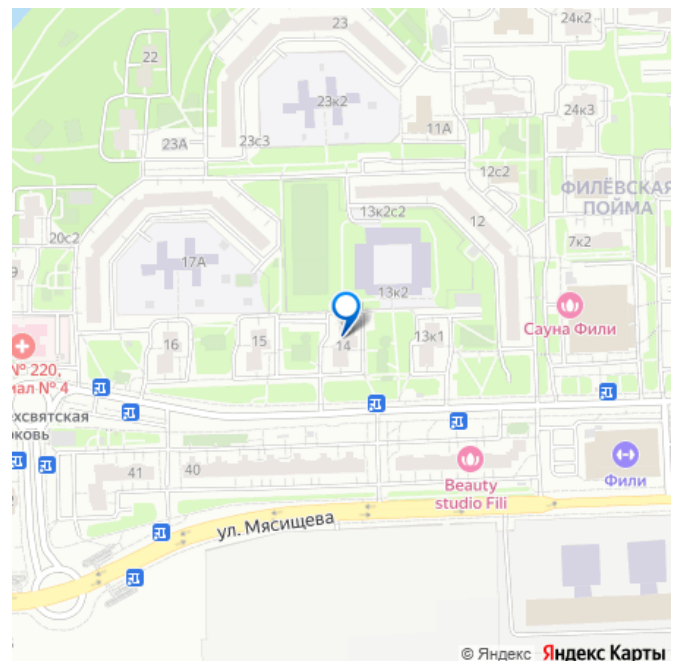 23
24к2
22
23к2
24к3
11А
23А
23с3
12с2
ФИЛЁВСКАЯ
ПОЙМА
13к2с2
12
20с2
7к2
17А
9
13к2
Сауна Фили
13к1
16
15
14
№ 220,
иал № 4
хсвятская
рковь
41
40
Beauty
studio Fili
Фили
ул. Мясищева
© Яндекс Яндекс Карты